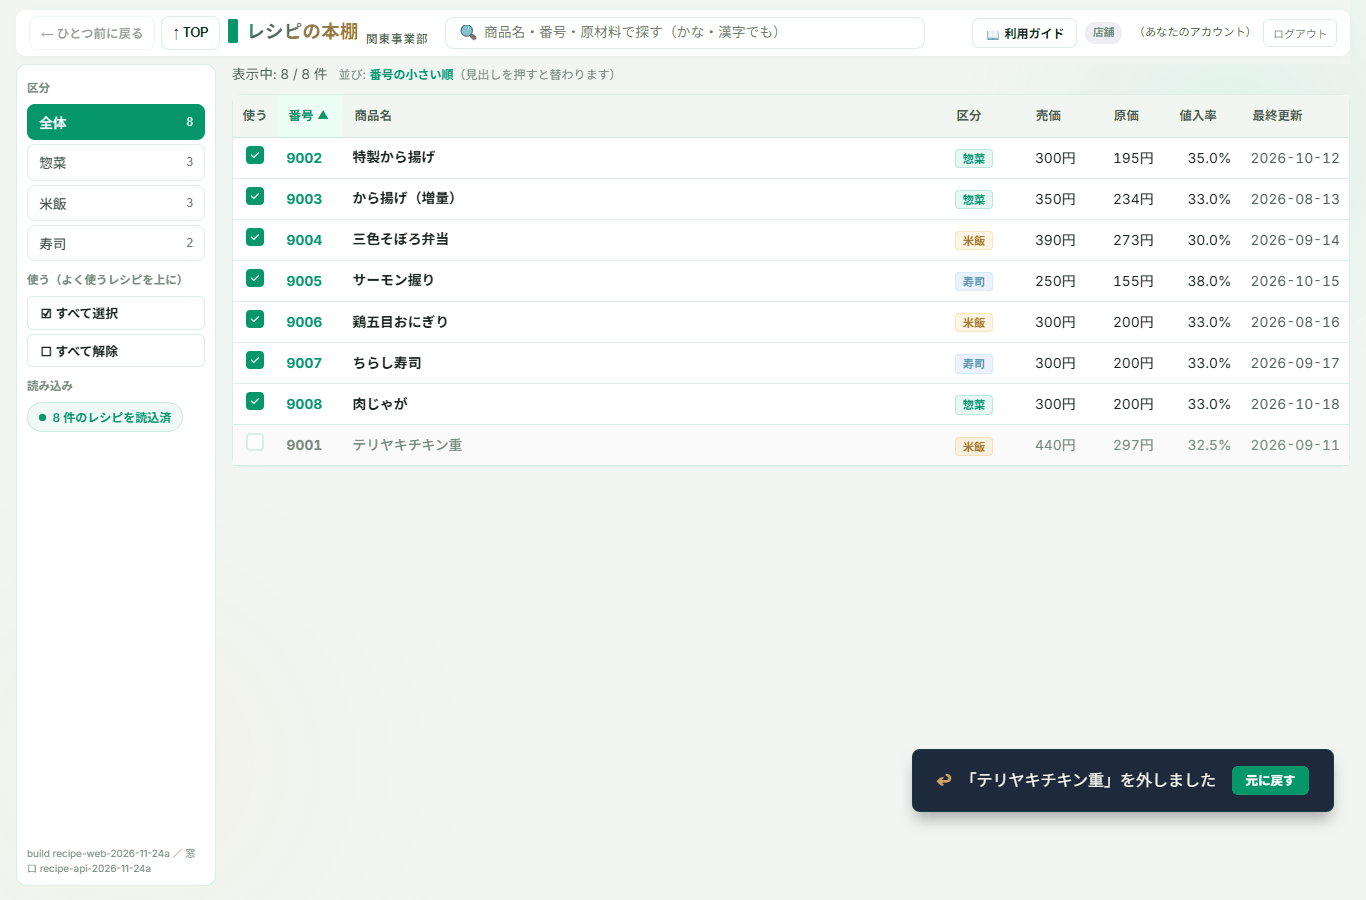 ← ひとつ前に戻る
↑ TOP
レシピの本棚 関東事業部
商品名・番号・原材料で探す（かな・漢字でも）
利用ガイド
店舗
（あなたのアカウント）
ログアウト
区分
全体 8
惣菜 3
米飯 3
寿司 2
使う（よく使うレシピを上に）
☑ すべて選択
☐ すべて解除
読み込み
● 8 件のレシピを読込済
表示中: 8 / 8 件 並び: 番号の小さい順（見出しを押すと替わります）
使う 番号 ▲ 商品名 区分 売価 原価 値入率 最終更新
9002 特製から揚げ 惣菜 300円 195円 35.0% 2026-10-12
9003 から揚げ（増量） 惣菜 350円 234円 33.0% 2026-08-13
9004 三色そぼろ弁当 米飯 390円 273円 30.0% 2026-09-14
9005 サーモン握り 寿司 250円 155円 38.0% 2026-10-15
9006 鶏五目おにぎり 米飯 300円 200円 33.0% 2026-08-16
9007 ちらし寿司 寿司 300円 200円 33.0% 2026-09-17
9008 肉じゃが 惣菜 300円 200円 33.0% 2026-10-18
9001 テリヤキチキン重 米飯 440円 297円 32.5% 2026-09-11
「テリヤキチキン重」を外しました 元に戻す
build recipe-web-2026-11-24a ／ 窓
口 recipe-api-2026-11-24a